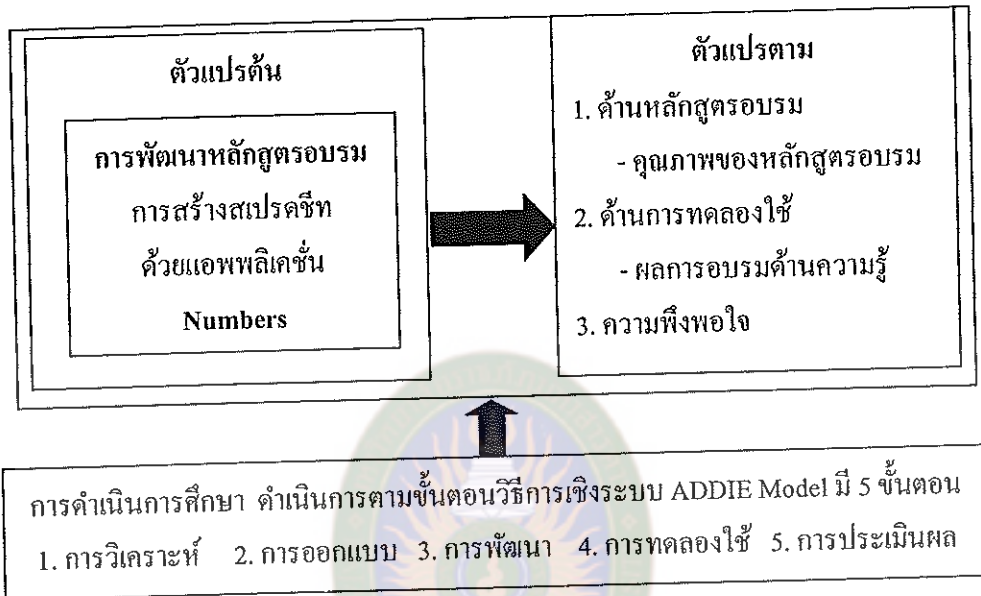 ตัวแปรต้น
การพัฒนาหลักสูตรอบรม
การสร้างสเปรดชีท
ด้วยแอพพลิเคชั่น
Numbers
ตัวแปรตาม
1. ด้านหลักสูตรอบรม
- คุณภาพของหลักสูตรอบรม
2. ด้านการทดลองใช้
- ผลการอบรมด้านความรู้
3. ความพึงพอใจ
การดำเนินการศึกษา ดำเนินการตามขั้นตอนวิธีการเชิงระบบ ADDIE Model มี 5 ขั้นตอน
1. การวิเคราะห์ 2. การออกแบบ 3. การพัฒนา 4. การทดลองใช้ 5. การประเมินผล